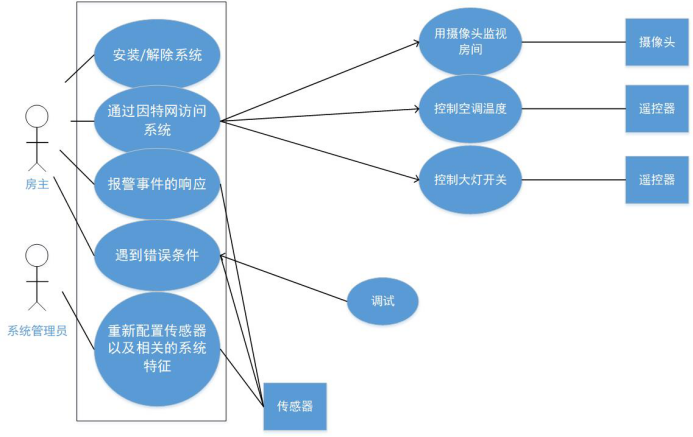 安装/解除系统
通过因特网访问
系统
报警事件的响应
遇到错误条件
重新配置传感器
以及相关的系统
特征
房主
系统管理员
用摄像头监视
房间
摄像头
控制空调温度
遥控器
控制大灯开关
遥控器
调试
传感器